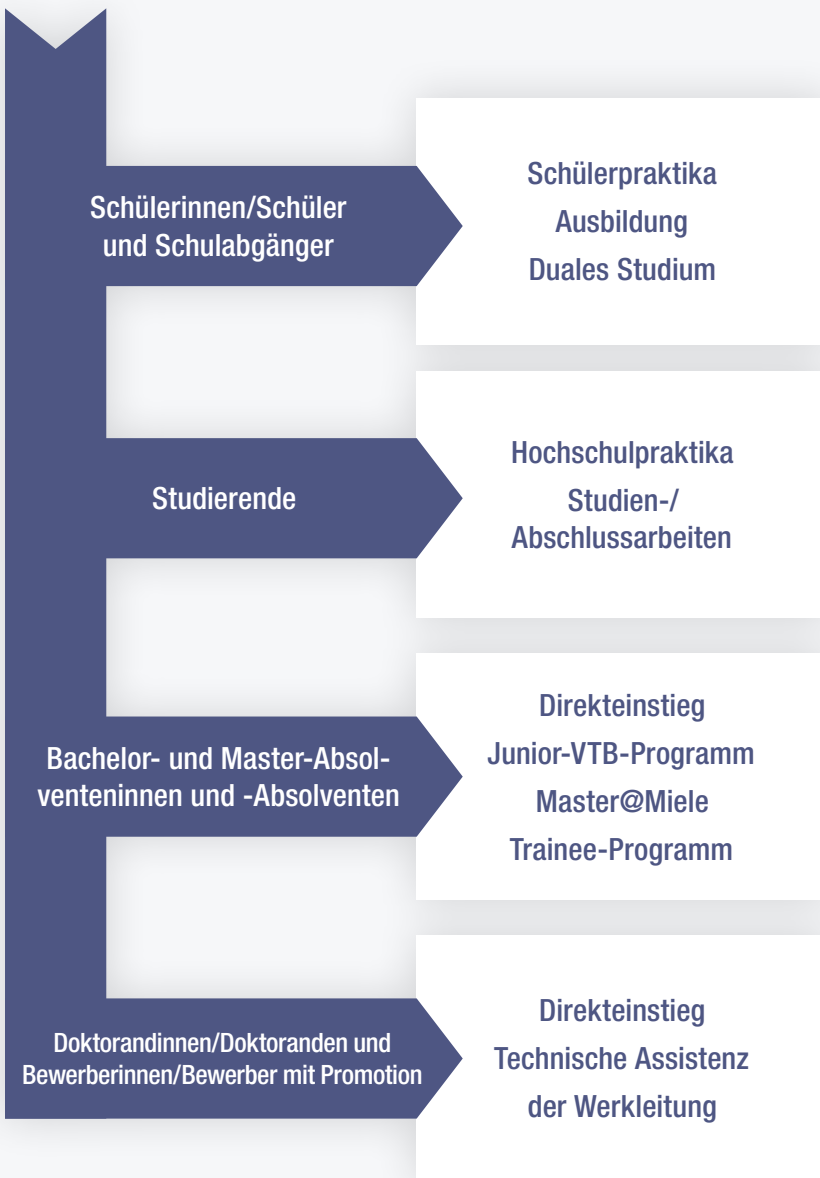 Schülerinnen/Schüler
und Schulabgänger
Schülerpraktika
Ausbildung
Duales Studium
Studierende
Hochschulpraktika
Studien-/
Abschlussarbeiten
Bachelor- und Master-Absol-
venteninnen und -Absolventen
Direkteinstieg
Junior-VTB-Programm
Master@Miele
Trainee-Programm
Doktorandinnen/Doktoranden und
Bewerberinnen/Bewerber mit Promotion
Direkteinstieg
Technische Assistenz
der Werkleitung